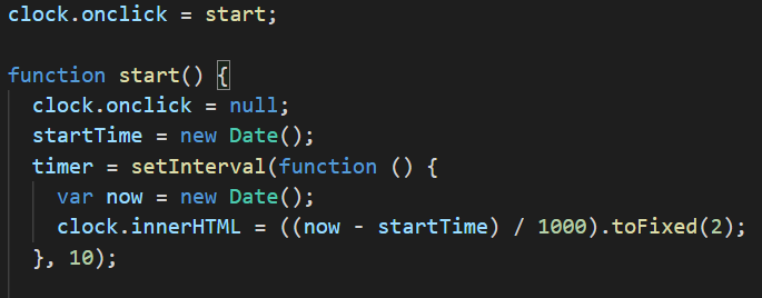 clock.onclick = start;
function start() {
clock.onclick = null;
startTime = new Date();
timer = setInterval(function () {
var now = new Date();
clock.innerHTML = ((now - startTime) / 1000).toFixed(2);
}, 10);